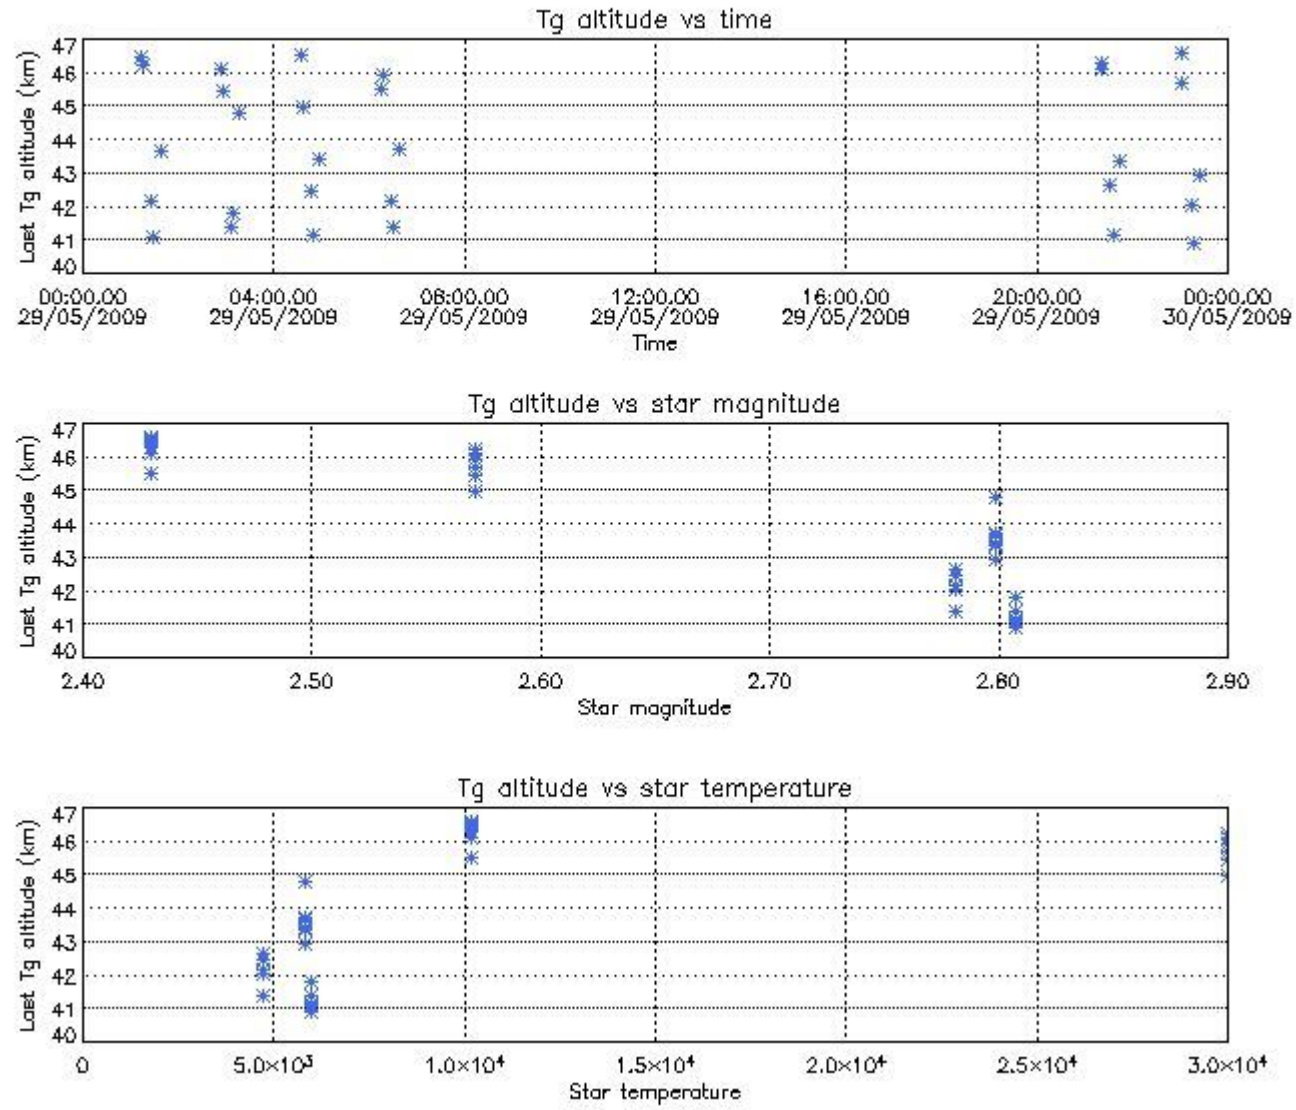 Tg altitude vs time
Last Tg altitude (km)
47
46
45
44
43
42
41
40
00:00.00 04:00.00 08:00.00 12:00.00 16:00.00 20:00.00 00:00.00
29/05/2009 29/05/2009 29/05/2009 29/05/2009 29/05/2009 29/05/2009 30/05/2009
Time
Tg altitude vs star magnitude
Last Tg altitude (km)
47
46
45
44
43
42
41
40
2.40 2.50 2.60 2.70 2.80 2.90
Star magnitude
Tg altitude vs star temperature
Last Tg altitude (km)
47
46
45
44
43
42
41
40
0 5.0×10³ 1.0×10⁴ 1.5×10⁴ 2.0×10⁴ 2.5×10⁴ 3.0×10⁴
Star temperature